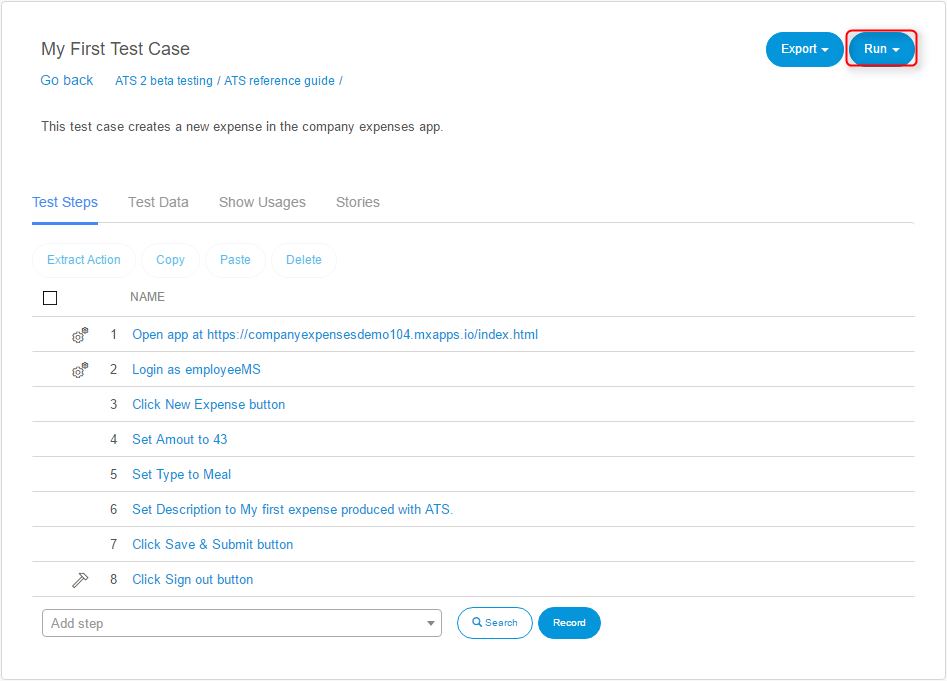 My First Test Case
Export
Run
Go back ATS 2 beta testing / ATS reference guide /
This test case creates a new expense in the company expenses app.
Test Steps Test Data Show Usages Stories
Extract Action Copy Paste Delete
NAME
1 Open app at https://companyexpensesdemo104.mxapps.io/index.html
2 Login as employeeMS
3 Click New Expense button
4 Set Amout to 43
5 Set Type to Meal
6 Set Description to My first expense produced with ATS.
7 Click Save & Submit button
8 Click Sign out button
Add step Search Record